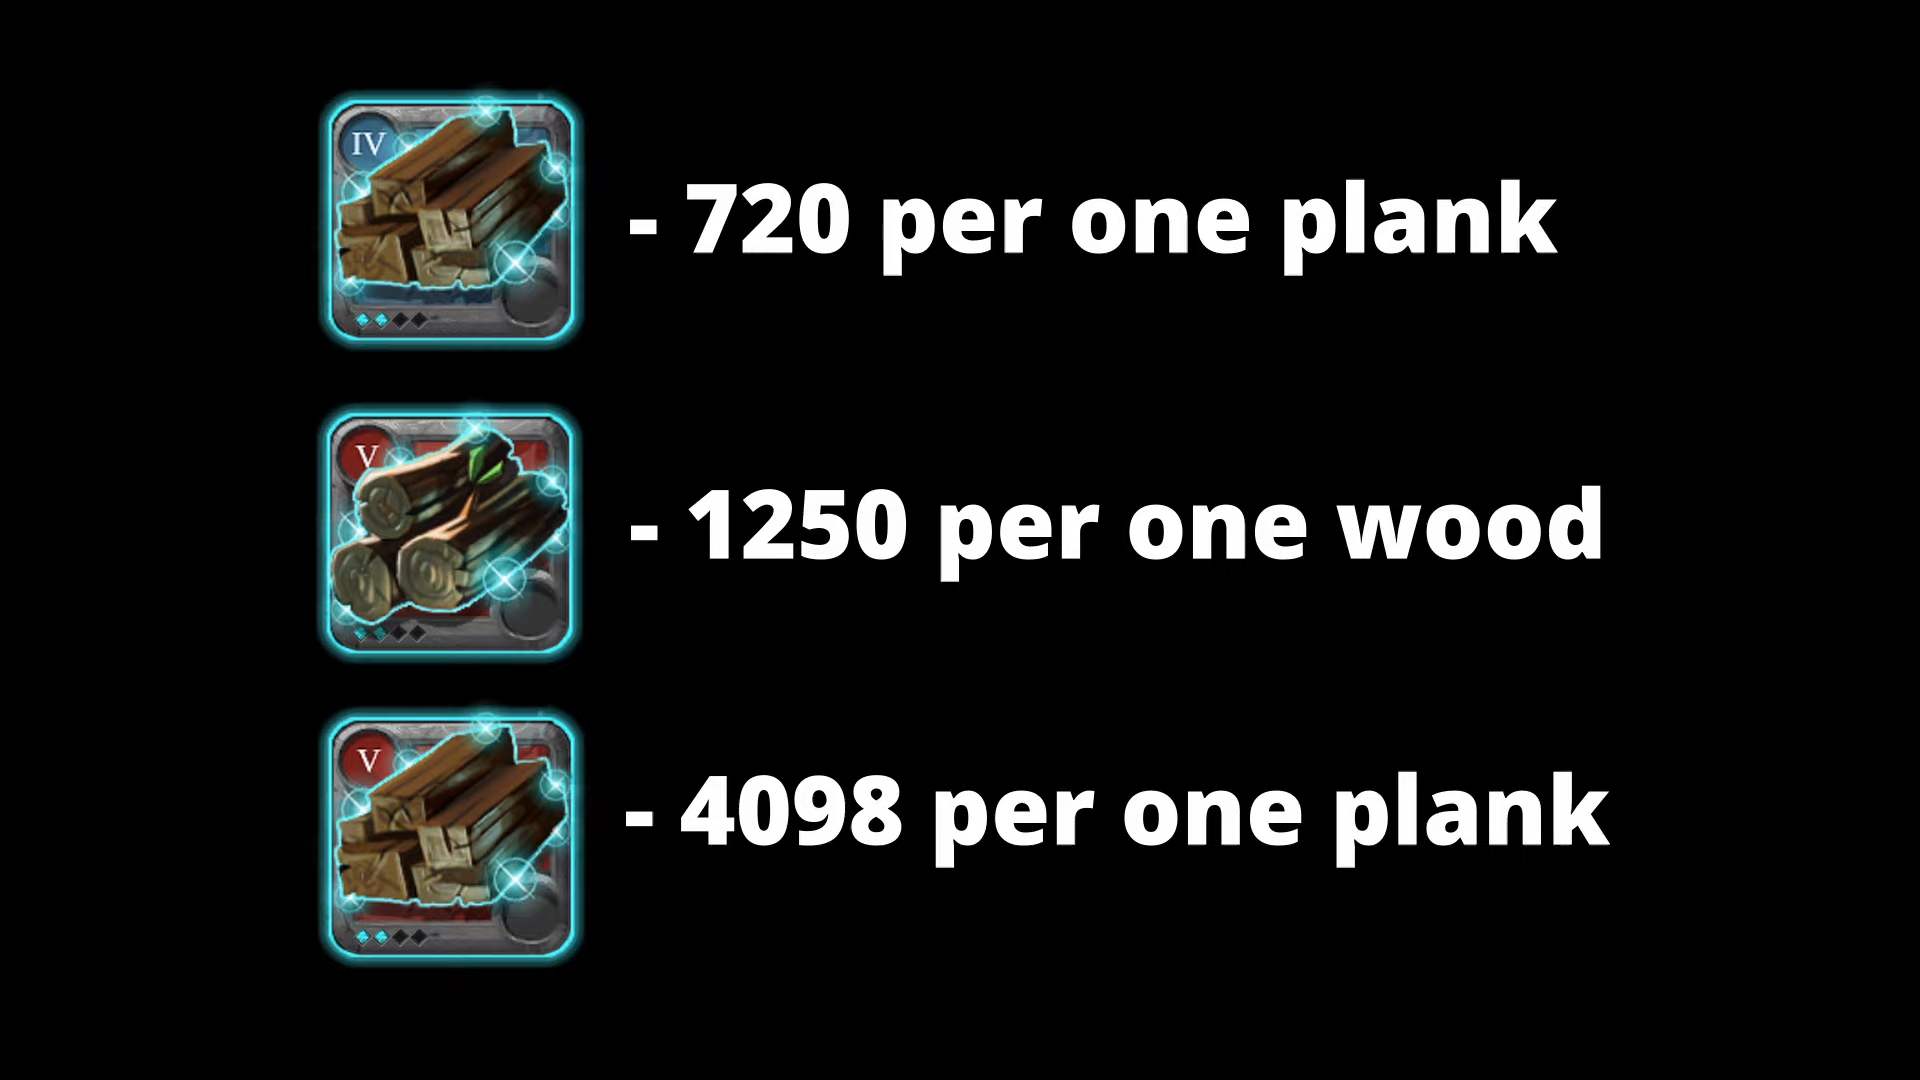 IV
- 720 per one plank
V
- 1250 per one wood
V
- 4098 per one plank